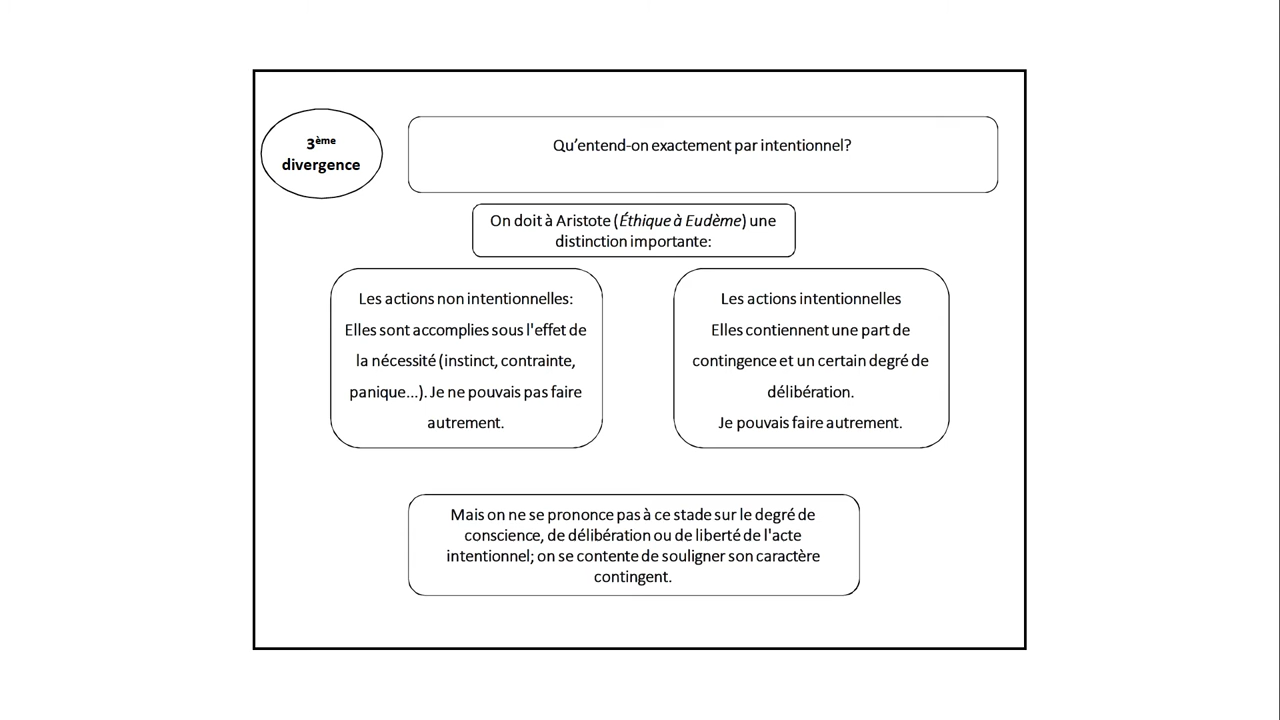 3ème
divergence
Qu'entend-on exactement par intentionnel?
On doit à Aristote (Éthique à Eudème) une
distinction importante:
Les actions non intentionnelles:
Elles sont accomplies sous l'effet de
la nécessité (instinct, contrainte,
panique...). Je ne pouvais pas faire
autrement.
Les actions intentionnelles
Elles contiennent une part de
contingence et un certain degré de
délibération.
Je pouvais faire autrement.
Mais on ne se prononce pas à ce stade sur le degré de
conscience, de délibération ou de liberté de l'acte
intentionnel; on se contente de souligner son caractère
contingent.